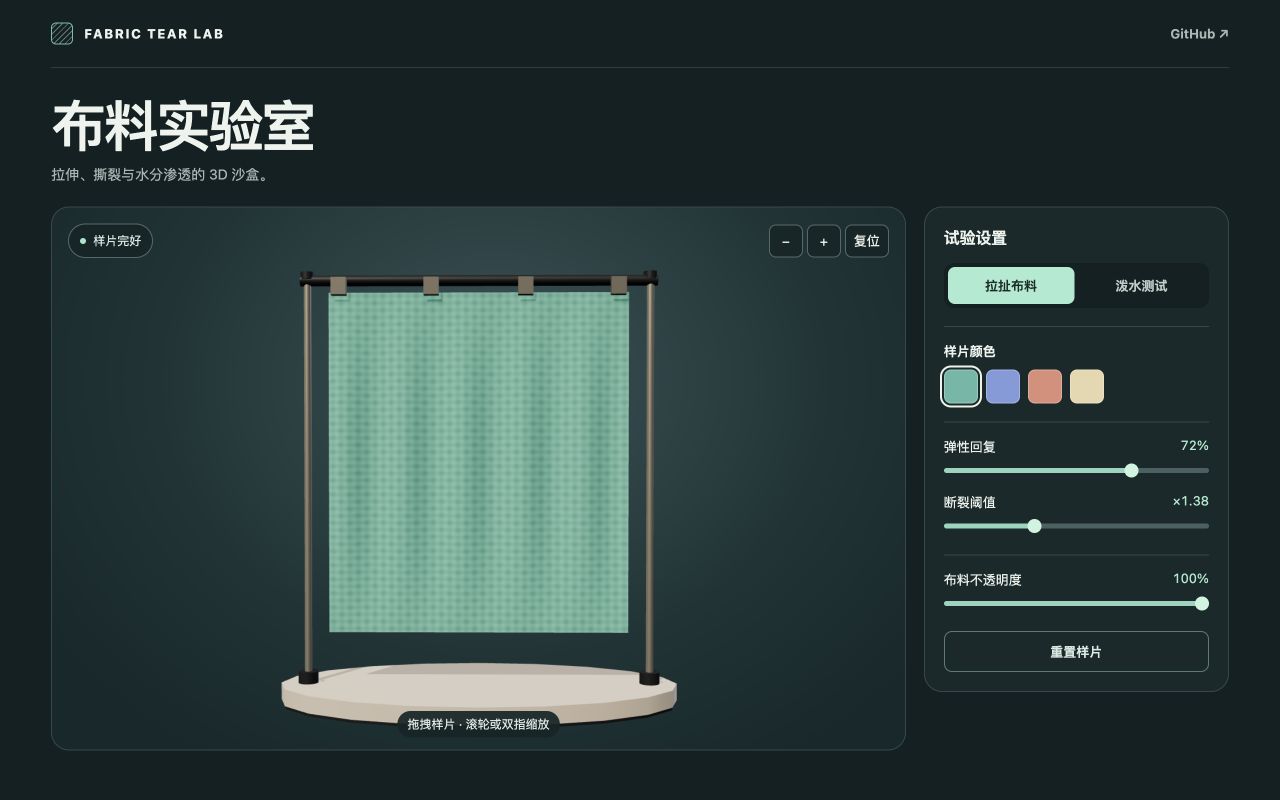 FABRIC TEAR LAB
GitHub ↗
布料实验室
拉伸、撕裂与水分渗透的 3D 沙盒。
样片完好
− + 复位
试验设置
拉扯布料 泼水测试
样片颜色
弹性回复 72%
断裂阈值 ×1.38
布料不透明度 100%
重置样片
拖拽样片 · 滚轮或双指缩放